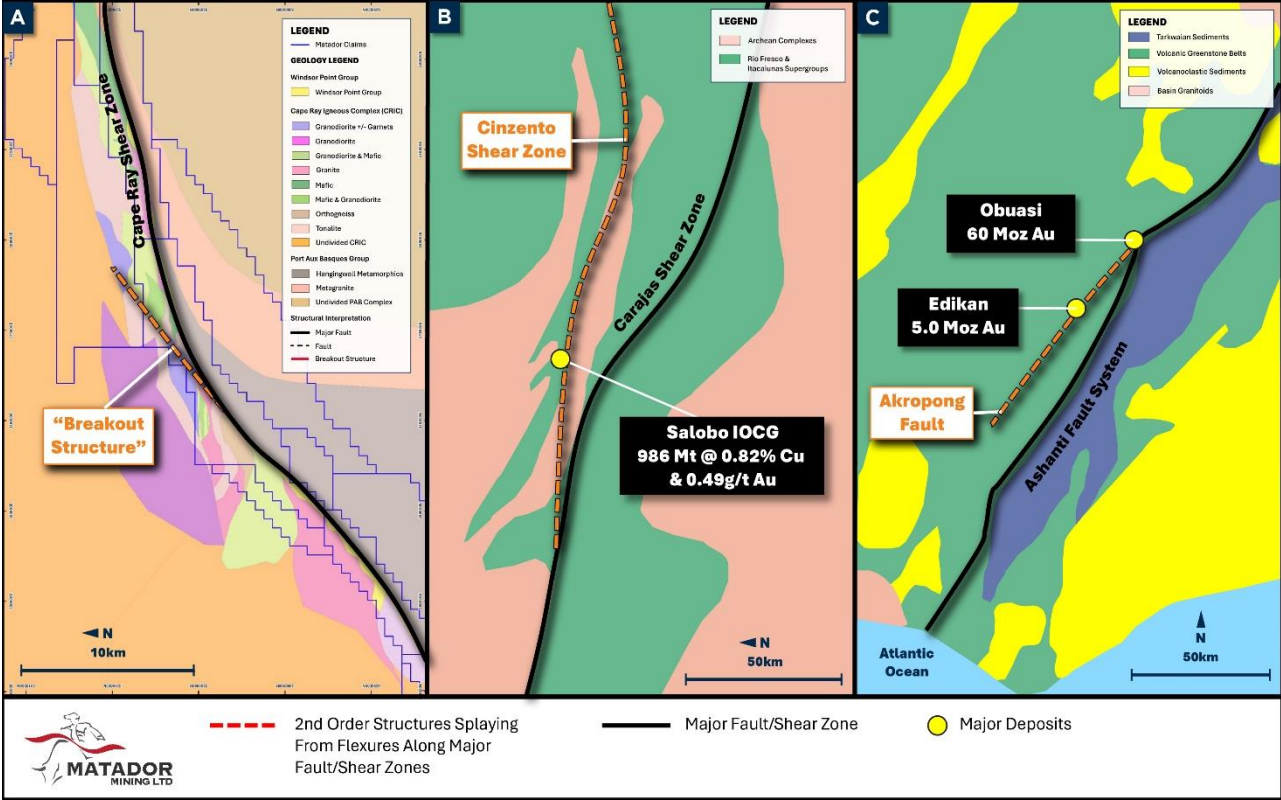 A
LEGEND
Matador Claims
GEOLOGY LEGEND
Windsor Point Group
Windsor Point Group
Cape Ray Igneous Complex (CRIC)
Granodiorite +/- Garnets
Granodiorite
Granodiorite & Mafic
Granite
Mafic
Mafic & Granodiorite
Orthogneiss
Tonalite
Undivided CRIC
Port Aux Basques Group
Hangingwall Metamorphics
Metagranite
Undivided PAB Complex
Structural Interpretation
Major Fault
Fault
Breakout Structure
Cape Ray Shear Zone
“Breakout
Structure”
N
10km
B
LEGEND
Archean Complexes
Rio Fresco &
Itacaiunas Supergroups
Cinzento
Shear Zone
Carajas Shear Zone
Salobo IOCG
986 Mt @ 0.82% Cu
& 0.49g/t Au
N
50km
C
LEGEND
Tarkwaian Sediments
Volcanic Greenstone Belts
Volcanoclastic Sediments
Basin Granitoids
Obuasi
60 Moz Au
Edikan
5.0 Moz Au
Akropong
Fault
Ashanti Fault System
Atlantic
Ocean
N
50km
MATADOR
MINING LTD
2nd Order Structures Splaying
From Flexures Along Major
Fault/Shear Zones
Major Fault/Shear Zone
Major Deposits